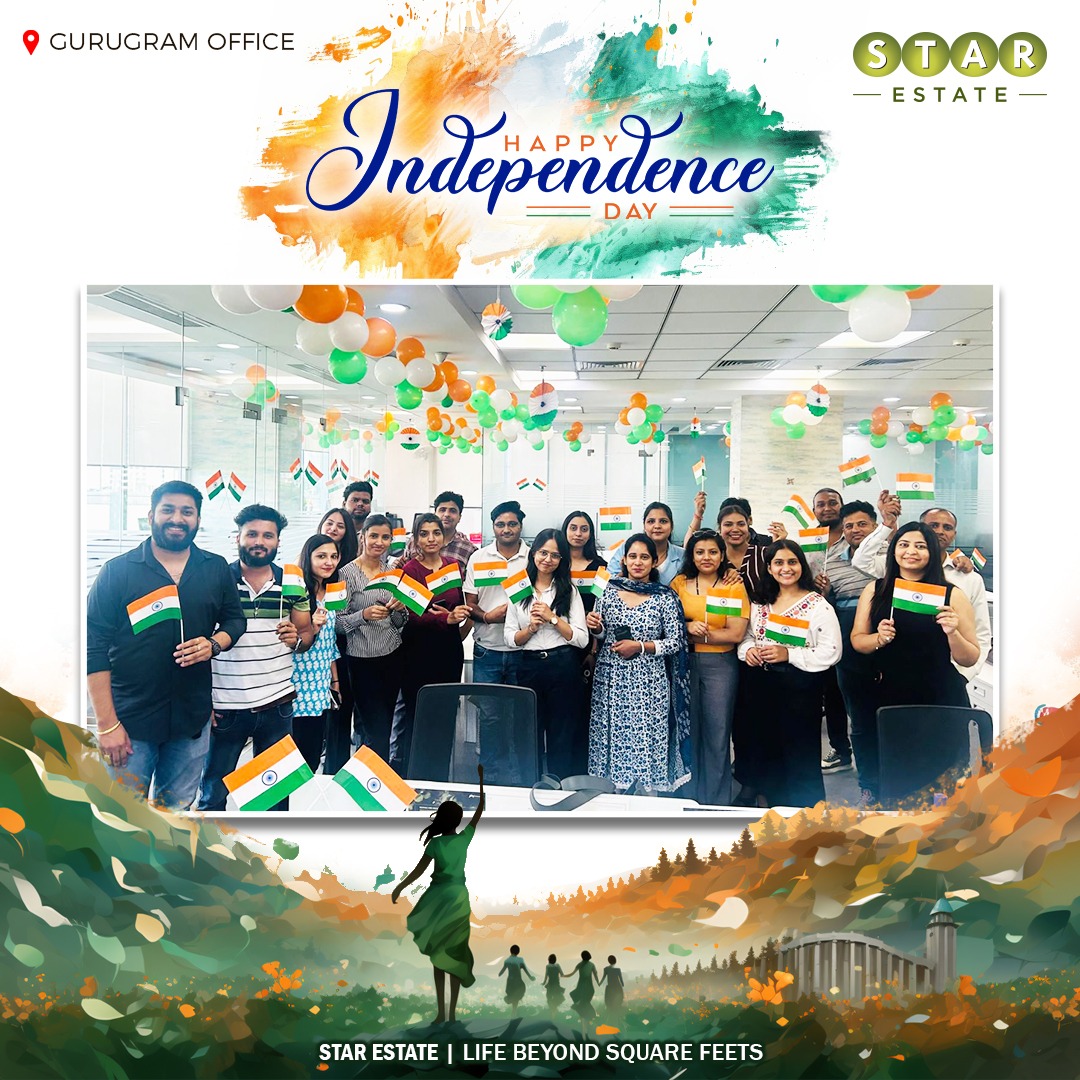 GURUGRAM OFFICE
STAR
ESTATE
HAPPY
Independence
DAY
STAR ESTATE | LIFE BEYOND SQUARE FEETS